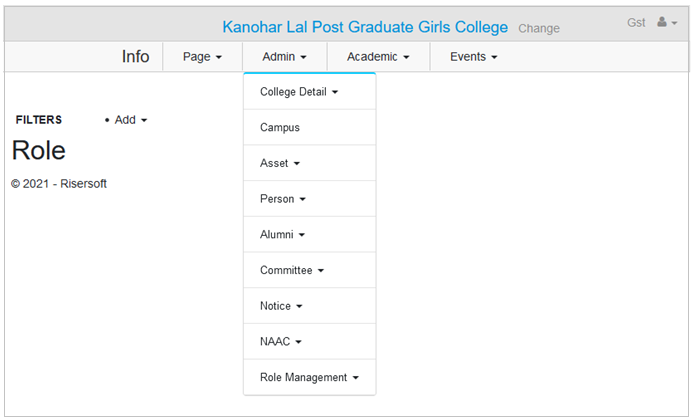 Kanohar Lal Post Graduate Girls College Change Gst
Info Page Admin Academic Events
College Detail
FILTERS • Add
Campus
Role
Asset
© 2021 - Risersoft
Person
Alumni
Committee
Notice
NAAC
Role Management